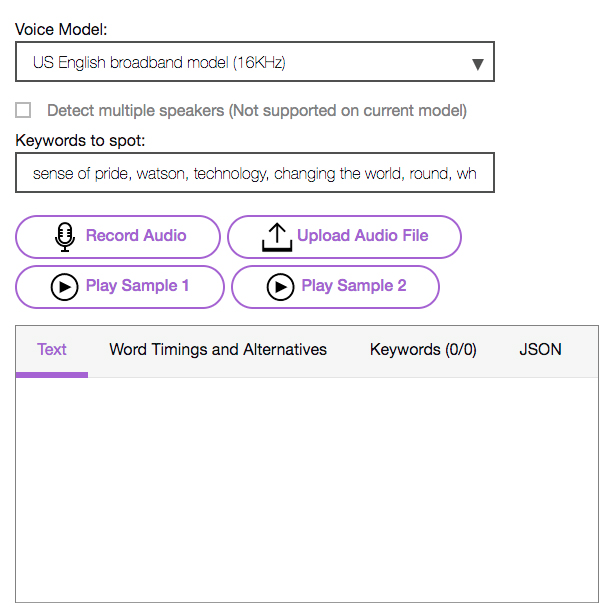 Voice Model:
US English broadband model (16KHz)
Detect multiple speakers (Not supported on current model)
Keywords to spot:
sense of pride, watson, technology, changing the world, round, wh
Record Audio Upload Audio File
Play Sample 1 Play Sample 2
Text Word Timings and Alternatives Keywords (0/0) JSON